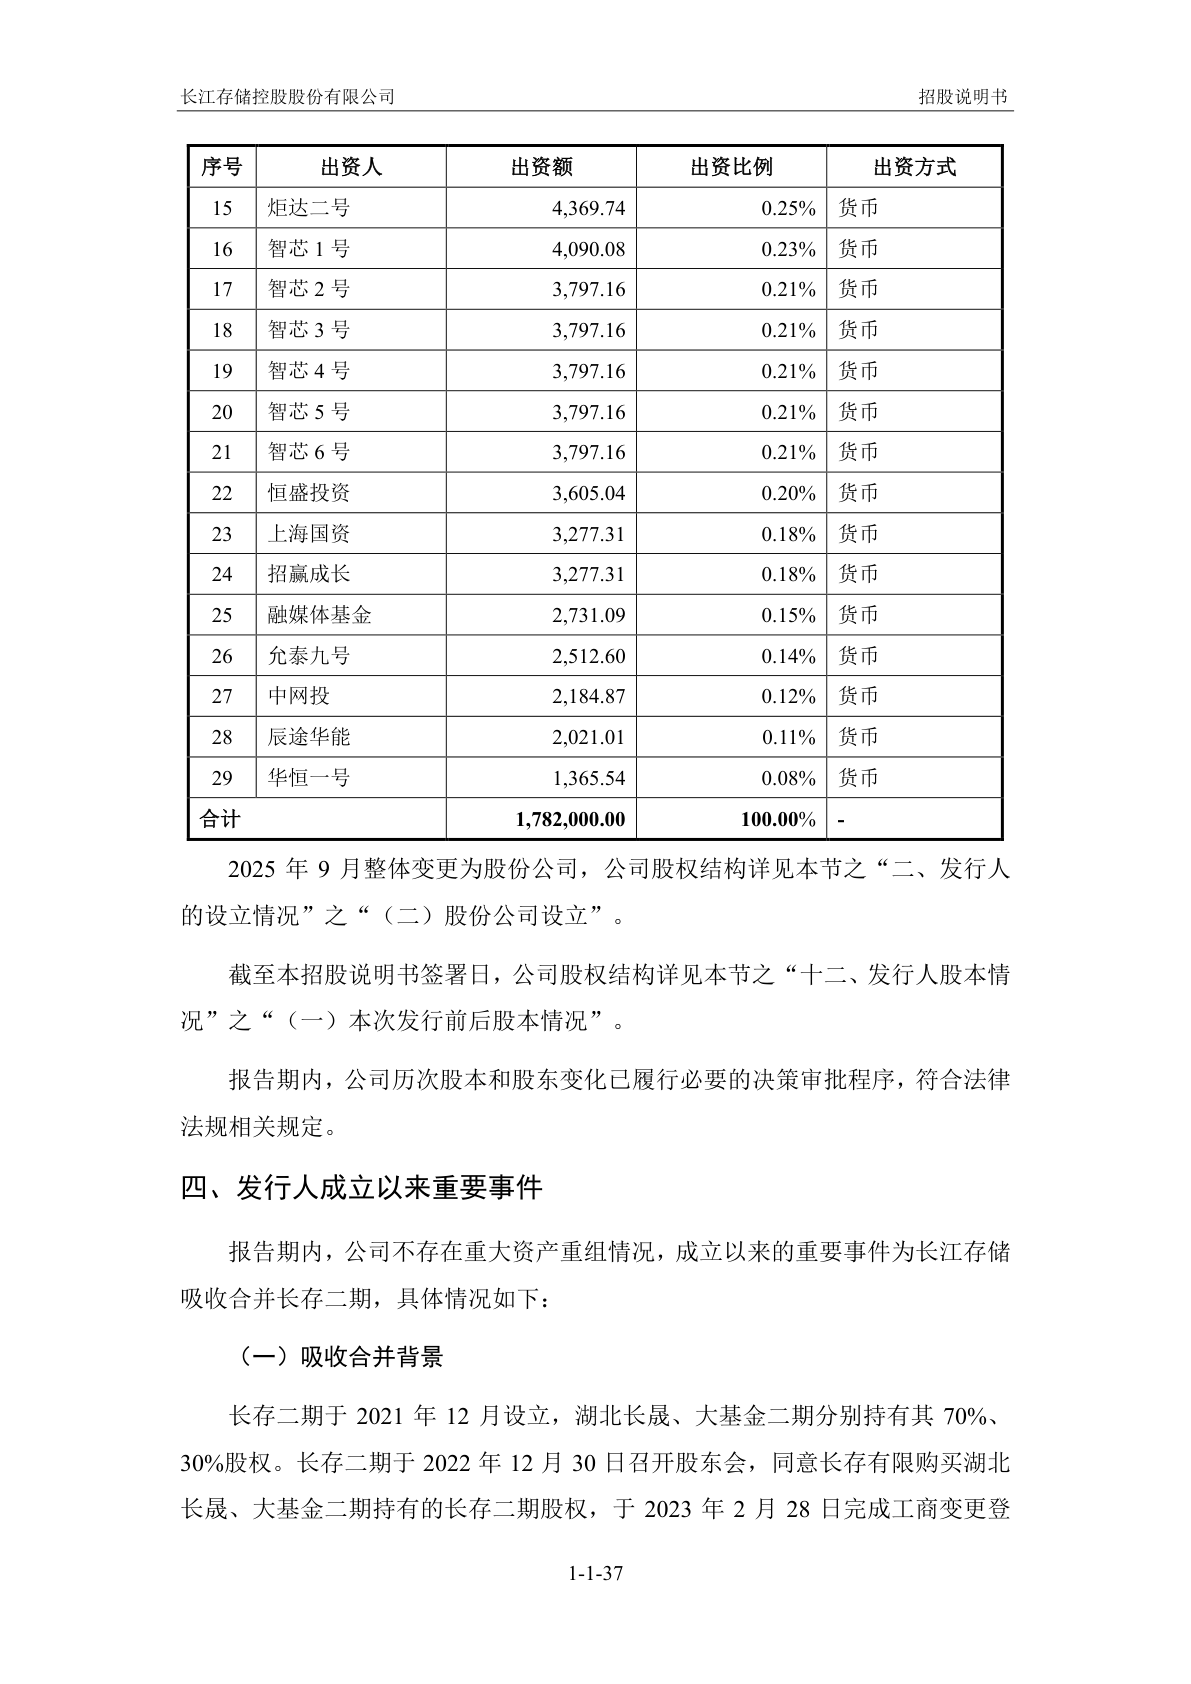 长江存储控股股份有限公司 招股说明书
序号 出资人 出资额 出资比例 出资方式
15 炬达二号 4,369.74 0.25% 货币
16 智芯 1 号 4,090.08 0.23% 货币
17 智芯 2 号 3,797.16 0.21% 货币
18 智芯 3 号 3,797.16 0.21% 货币
19 智芯 4 号 3,797.16 0.21% 货币
20 智芯 5 号 3,797.16 0.21% 货币
21 智芯 6 号 3,797.16 0.21% 货币
22 恒盛投资 3,605.04 0.20% 货币
23 上海国资 3,277.31 0.18% 货币
24 招赢成长 3,277.31 0.18% 货币
25 融媒体基金 2,731.09 0.15% 货币
26 允泰九号 2,512.60 0.14% 货币
27 中网投 2,184.87 0.12% 货币
28 辰途华能 2,021.01 0.11% 货币
29 华恒一号 1,365.54 0.08% 货币
合计 1,782,000.00 100.00% -
2025 年 9 月整体变更为股份公司，公司股权结构详见本节之“二、发行人
的设立情况”之“（二）股份公司设立”。
截至本招股说明书签署日，公司股权结构详见本节之“十二、发行人股本情
况”之“（一）本次发行前后股本情况”。
报告期内，公司历次股本和股东变化已履行必要的决策审批程序，符合法律
法规相关规定。
四、发行人成立以来重要事件
报告期内，公司不存在重大资产重组情况，成立以来的重要事件为长江存储
吸收合并长存二期，具体情况如下：
（一）吸收合并背景
长存二期于 2021 年 12 月设立，湖北长晟、大基金二期分别持有其 70%、
30%股权。长存二期于 2022 年 12 月 30 日召开股东会，同意长存有限购买湖北
长晟、大基金二期持有的长存二期股权，于 2023 年 2 月 28 日完成工商变更登
1-1-37